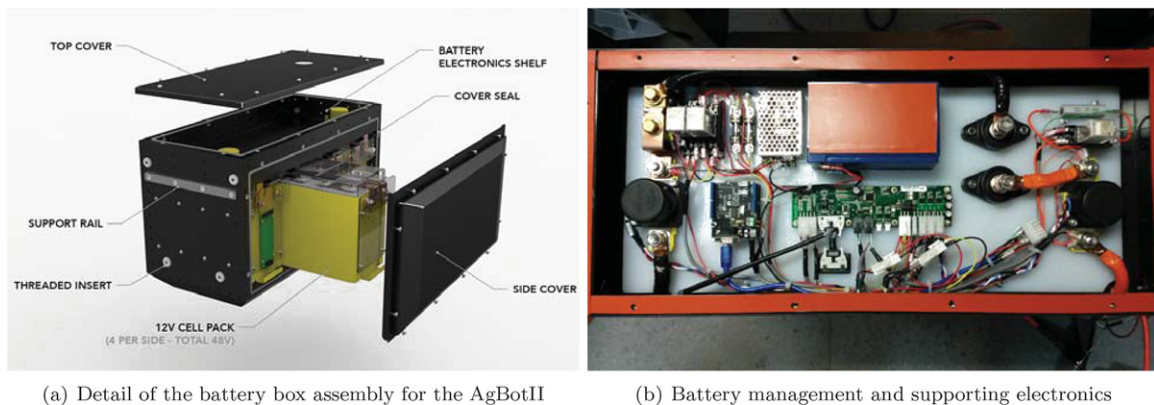 TOP COVER
BATTERY
ELECTRONICS SHELF
COVER SEAL
SUPPORT RAIL
THREADED INSERT
SIDE COVER
12V CELL PACK
(4 PER SIDE - TOTAL 48V)
(a) Detail of the battery box assembly for the AgBotII
(b) Battery management and supporting electronics